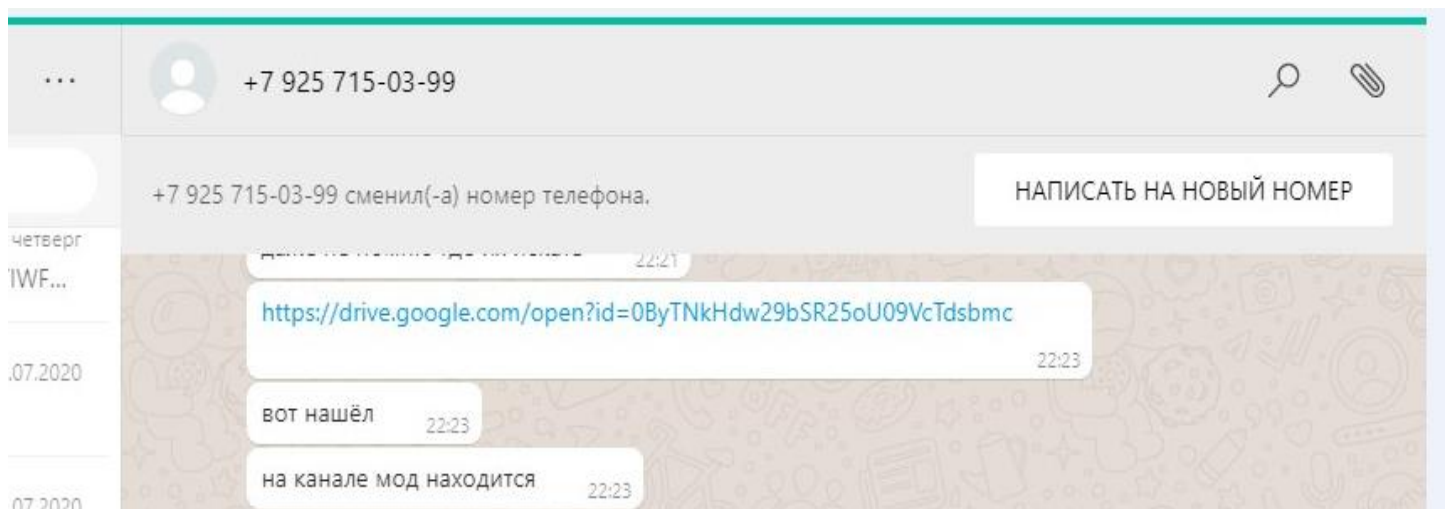 ...
+7 925 715-03-99
+7 925 715-03-99 сменил(-а) номер телефона.
НАПИСАТЬ НА НОВЫЙ НОМЕР
четверг
IWF...
22:21
https://drive.google.com/open?id=0ByTNkHdw29bSR25oU09VcTdsbmc
22:23
.07.2020
вот нашёл 22:23
на канале мод находится 22:23
07.2020